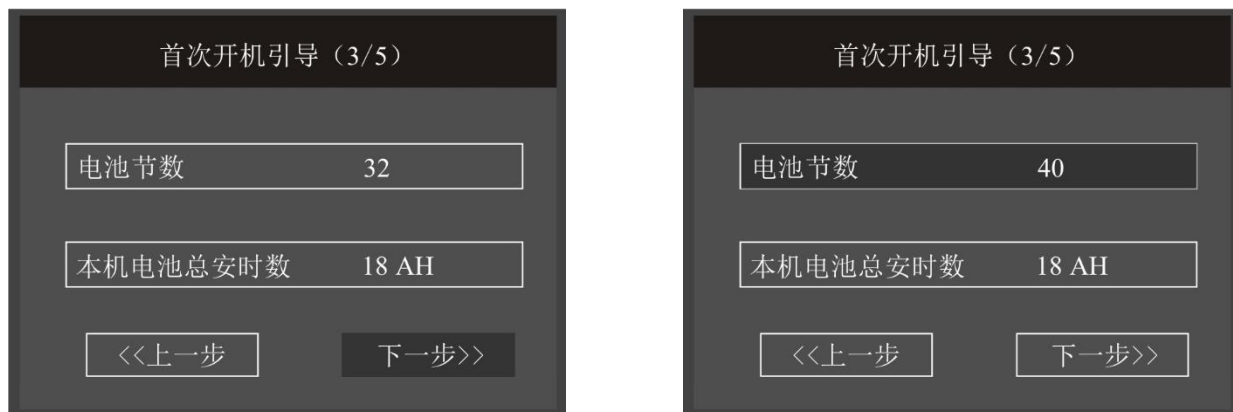 首次开机引导（3/5）
电池节数 32
本机电池总安时数 18 AH
<<上一步 下一步>>
首次开机引导（3/5）
电池节数 40
本机电池总安时数 18 AH
<<上一步 下一步>>